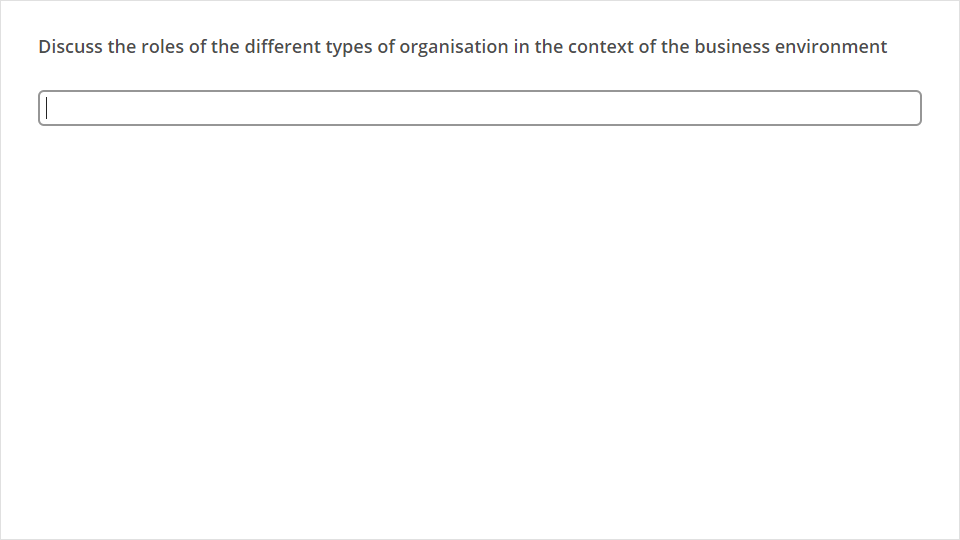 Discuss the roles of the different types of organisation in the context of the business environment